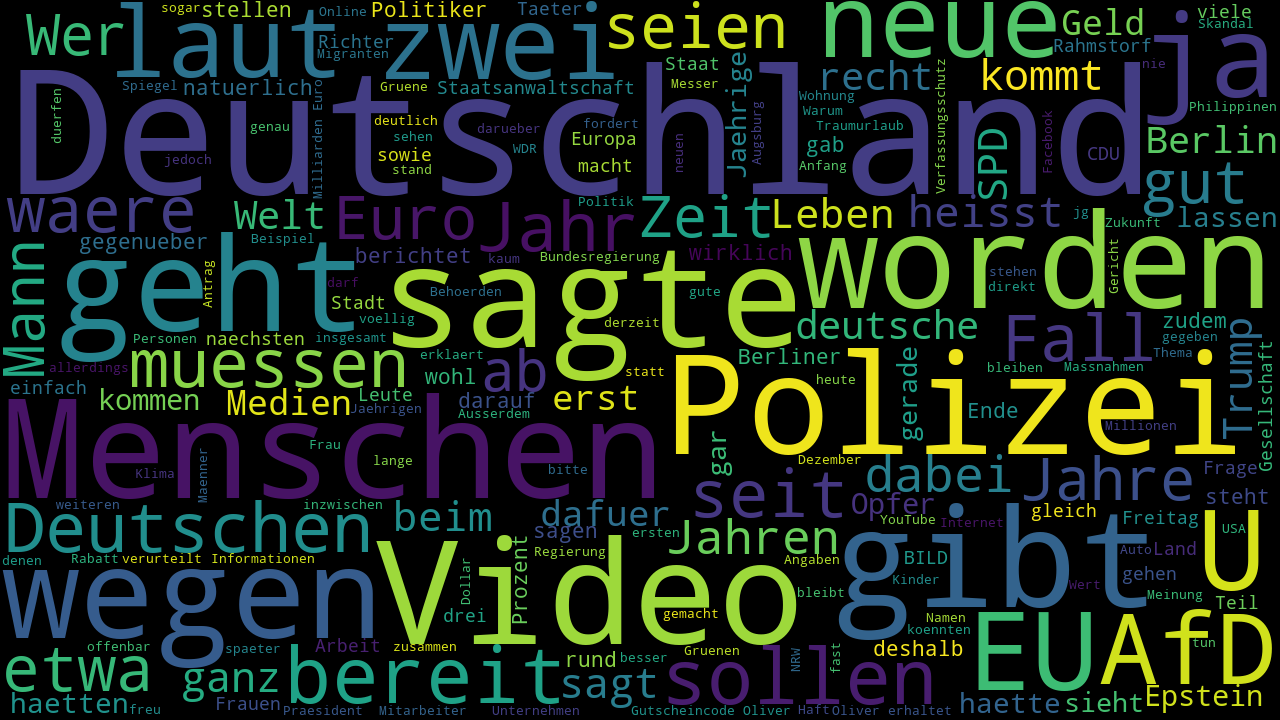 sogar stellen Online Politiker Taeter seien neue Geld viele Skandal
Wer laut Richter Migranten zwei Staat Rahmstorf nie ja
Spiegel natuerlich Gruene Staatsanwaltschaft Messer Jaehrige recht kommt
Deutschland Wohnung Warum Verfassungsschutz Philippinen
duerfen genau Milliarden Euro deutlich darueber fordert Traumurlaub Facebook
jedoch sehen sowie stand WDR Europa macht neuen Augsburg gab Anfang SPD CDU Berlin gut
waere Welt Euro Jahr Politik Zeit Leben heisst jg Zukunft lassen
gegenueber Beispiel berichtet kaum Bundesregierung wirklich worden Gericht
Mann geht Antrag darf Behoerden sagte gute stehen direkt
Stadt voellig derzeit deutsche Fall zudem gegeben Trump Gesellschaft
Personen naechsten insgesamt erklaert Berliner Thema
allerdings muessen wohl ab statt Polizei heute gerade bleiben Massnahmen
einfach kommen Medien Leute Jaehrigen darauf Ausserdem erst Ende Millionen
Menschen Frau lange gar Dezember
Klima Maenner bitte seit dabei Jahre Frage steht
weiteren inzwischen beim dafuer sagen ersten Opfer YouTube Internet gleich Freitag USA
Deutschen Regierung Jahren Angaben BILD gibt Auto Land U
denen Rabatt verurteilt Informationen
wegen Video Dollar Prozent drei gemacht bleibt Kinder Wert gehen Meinung Teil
offenbar spaeter Arbeit zusammen Gruenen Namen koennten EU AfD tun
etwa ganz bereit rund besser sagt sollen NRW fast deshalb
haetten freu Frauen Praesident Mitarbeiter Unternehmen Gutscheincode Oliver Haft Oliver erhaltet haette sieht Epstein